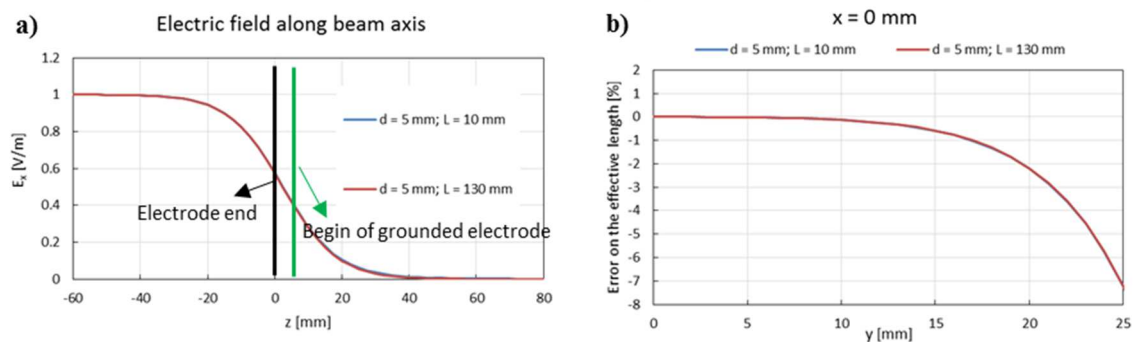 a)
Electric field along beam axis
1.2
1
0.8
0.6
0.4
0.2
0
Ex [V/m]
-60
-40
-20
0
20
40
60
80
z [mm]
d = 5 mm; L = 10 mm
d = 5 mm; L = 130 mm
Electrode end
Begin of grounded electrode
b)
x = 0 mm
d = 5 mm; L = 10 mm
d = 5 mm; L = 130 mm
2
1
0
-1
-2
-3
-4
-5
-6
-7
-8
Error on the effective length [%]
0
5
10
15
20
25
y [mm]